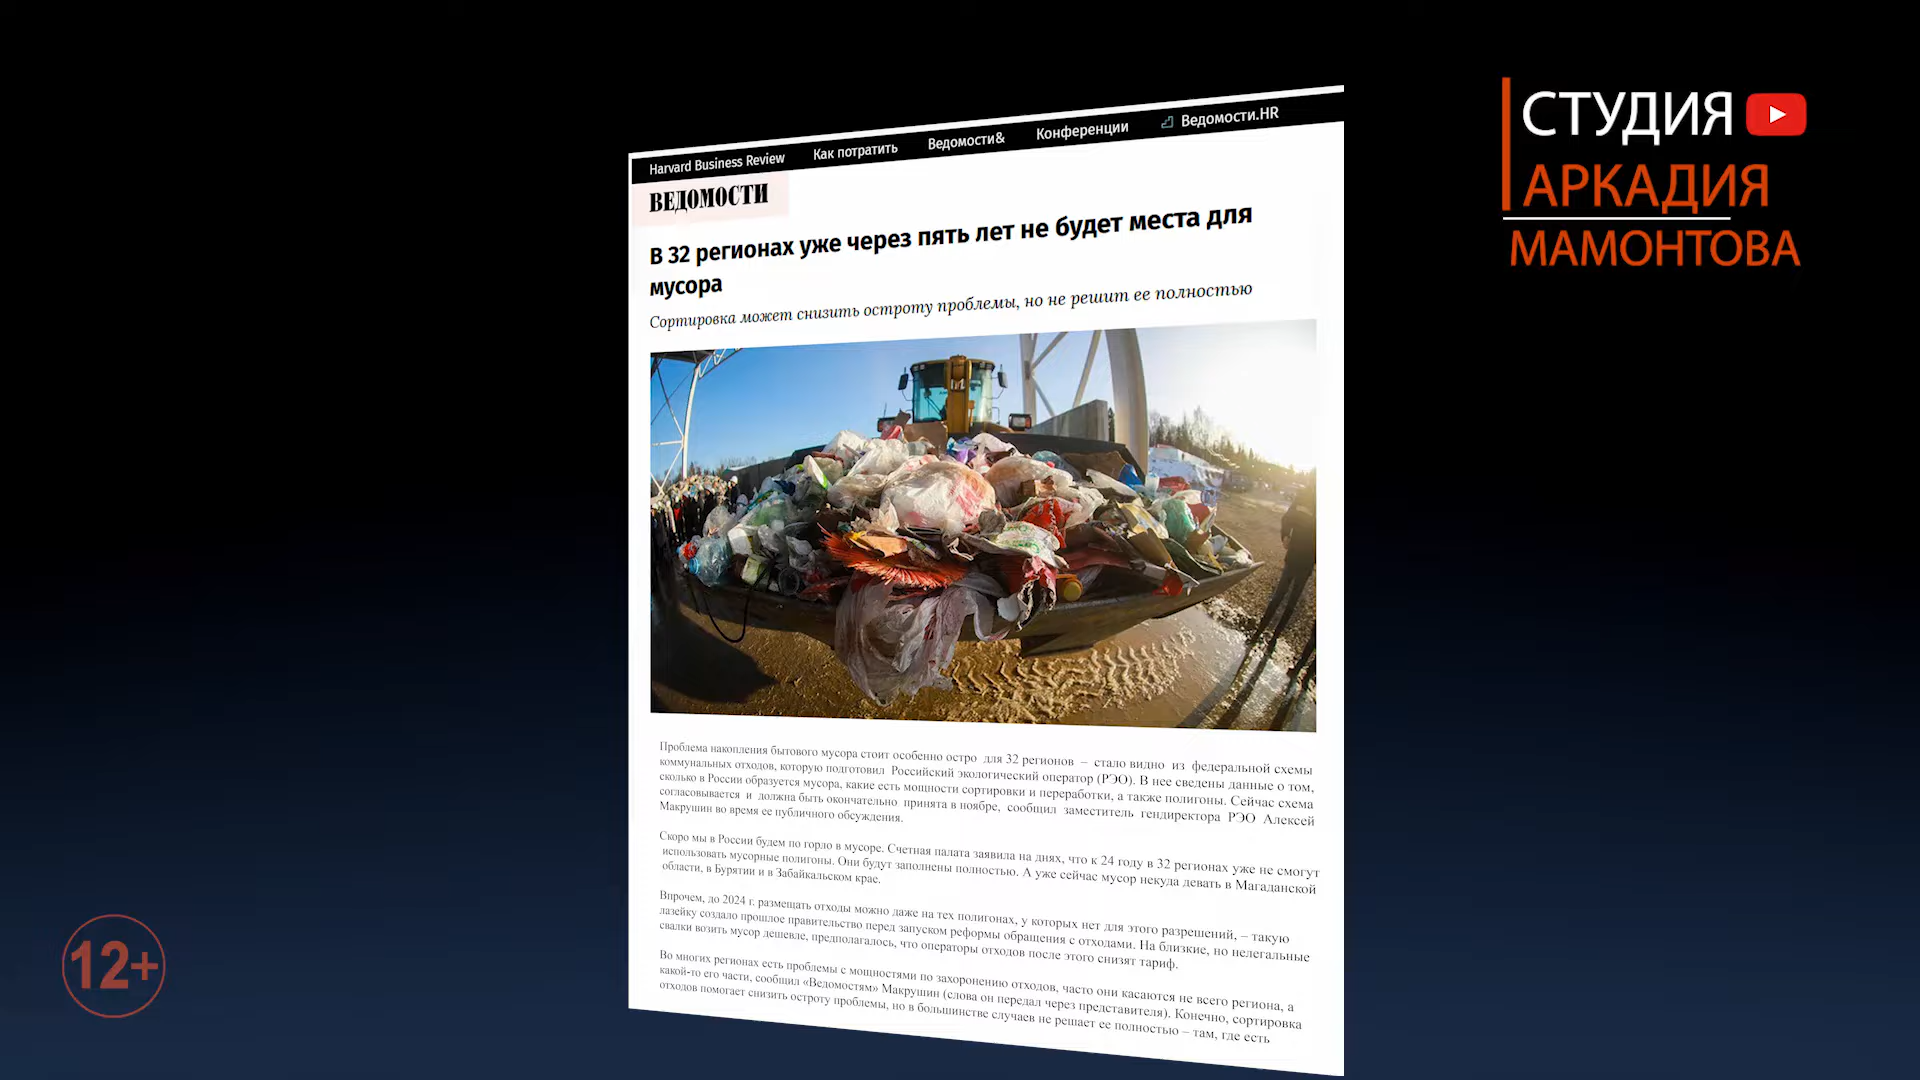 Harvard Business Review Как потратить Ведомости& Конференции Ведомости.HR
ВЕДОМОСТИ
В 32 регионах уже через пять лет не будет места для
мусора
Сортировка может снизить остроту проблемы, но не решит ее полностью
Проблема накопления бытового мусора стоит особенно остро для 32 регионов – стало видно из федеральной схемы
коммунальных отходов, которую подготовил Российский экологический оператор (РЭО). В нее сведены данные о том,
сколько в России образуется мусора, какие есть мощности сортировки и переработки, а также полигоны. Сейчас схема
согласовывается и должна быть окончательно принята в ноябре, сообщил заместитель гендиректора РЭО Алексей
Макрушин во время ее публичного обсуждения.
Скоро мы в России будем по горло в мусоре. Счетная палата заявила на днях, что к 24 году в 32 регионах уже не смогут
использовать мусорные полигоны. Они будут заполнены полностью. А уже сейчас мусор некуда девать в Магаданской
области, в Бурятии и в Забайкальском крае.
Впрочем, до 2024 г. размещать отходы можно даже на тех полигонах, у которых нет для этого разрешений, – такую
лазейку создало прошлое правительство перед запуском реформы обращения с отходами. На близкие, но нелегальные
свалки возить мусор дешевле, предполагалось, что операторы отходов после этого снизят тариф.
Во многих регионах есть проблемы с мощностями по захоронению отходов, часто они касаются не всего региона, а
какой-то его части, сообщил «Ведомостям» Макрушин (слова он передал через представителя). Конечно, сортировка
отходов помогает снизить остроту проблемы, но в большинстве случаев не решает ее полностью – там, где есть
СТУДИЯ
АРКАДИЯ
МАМОНТОВА
12+